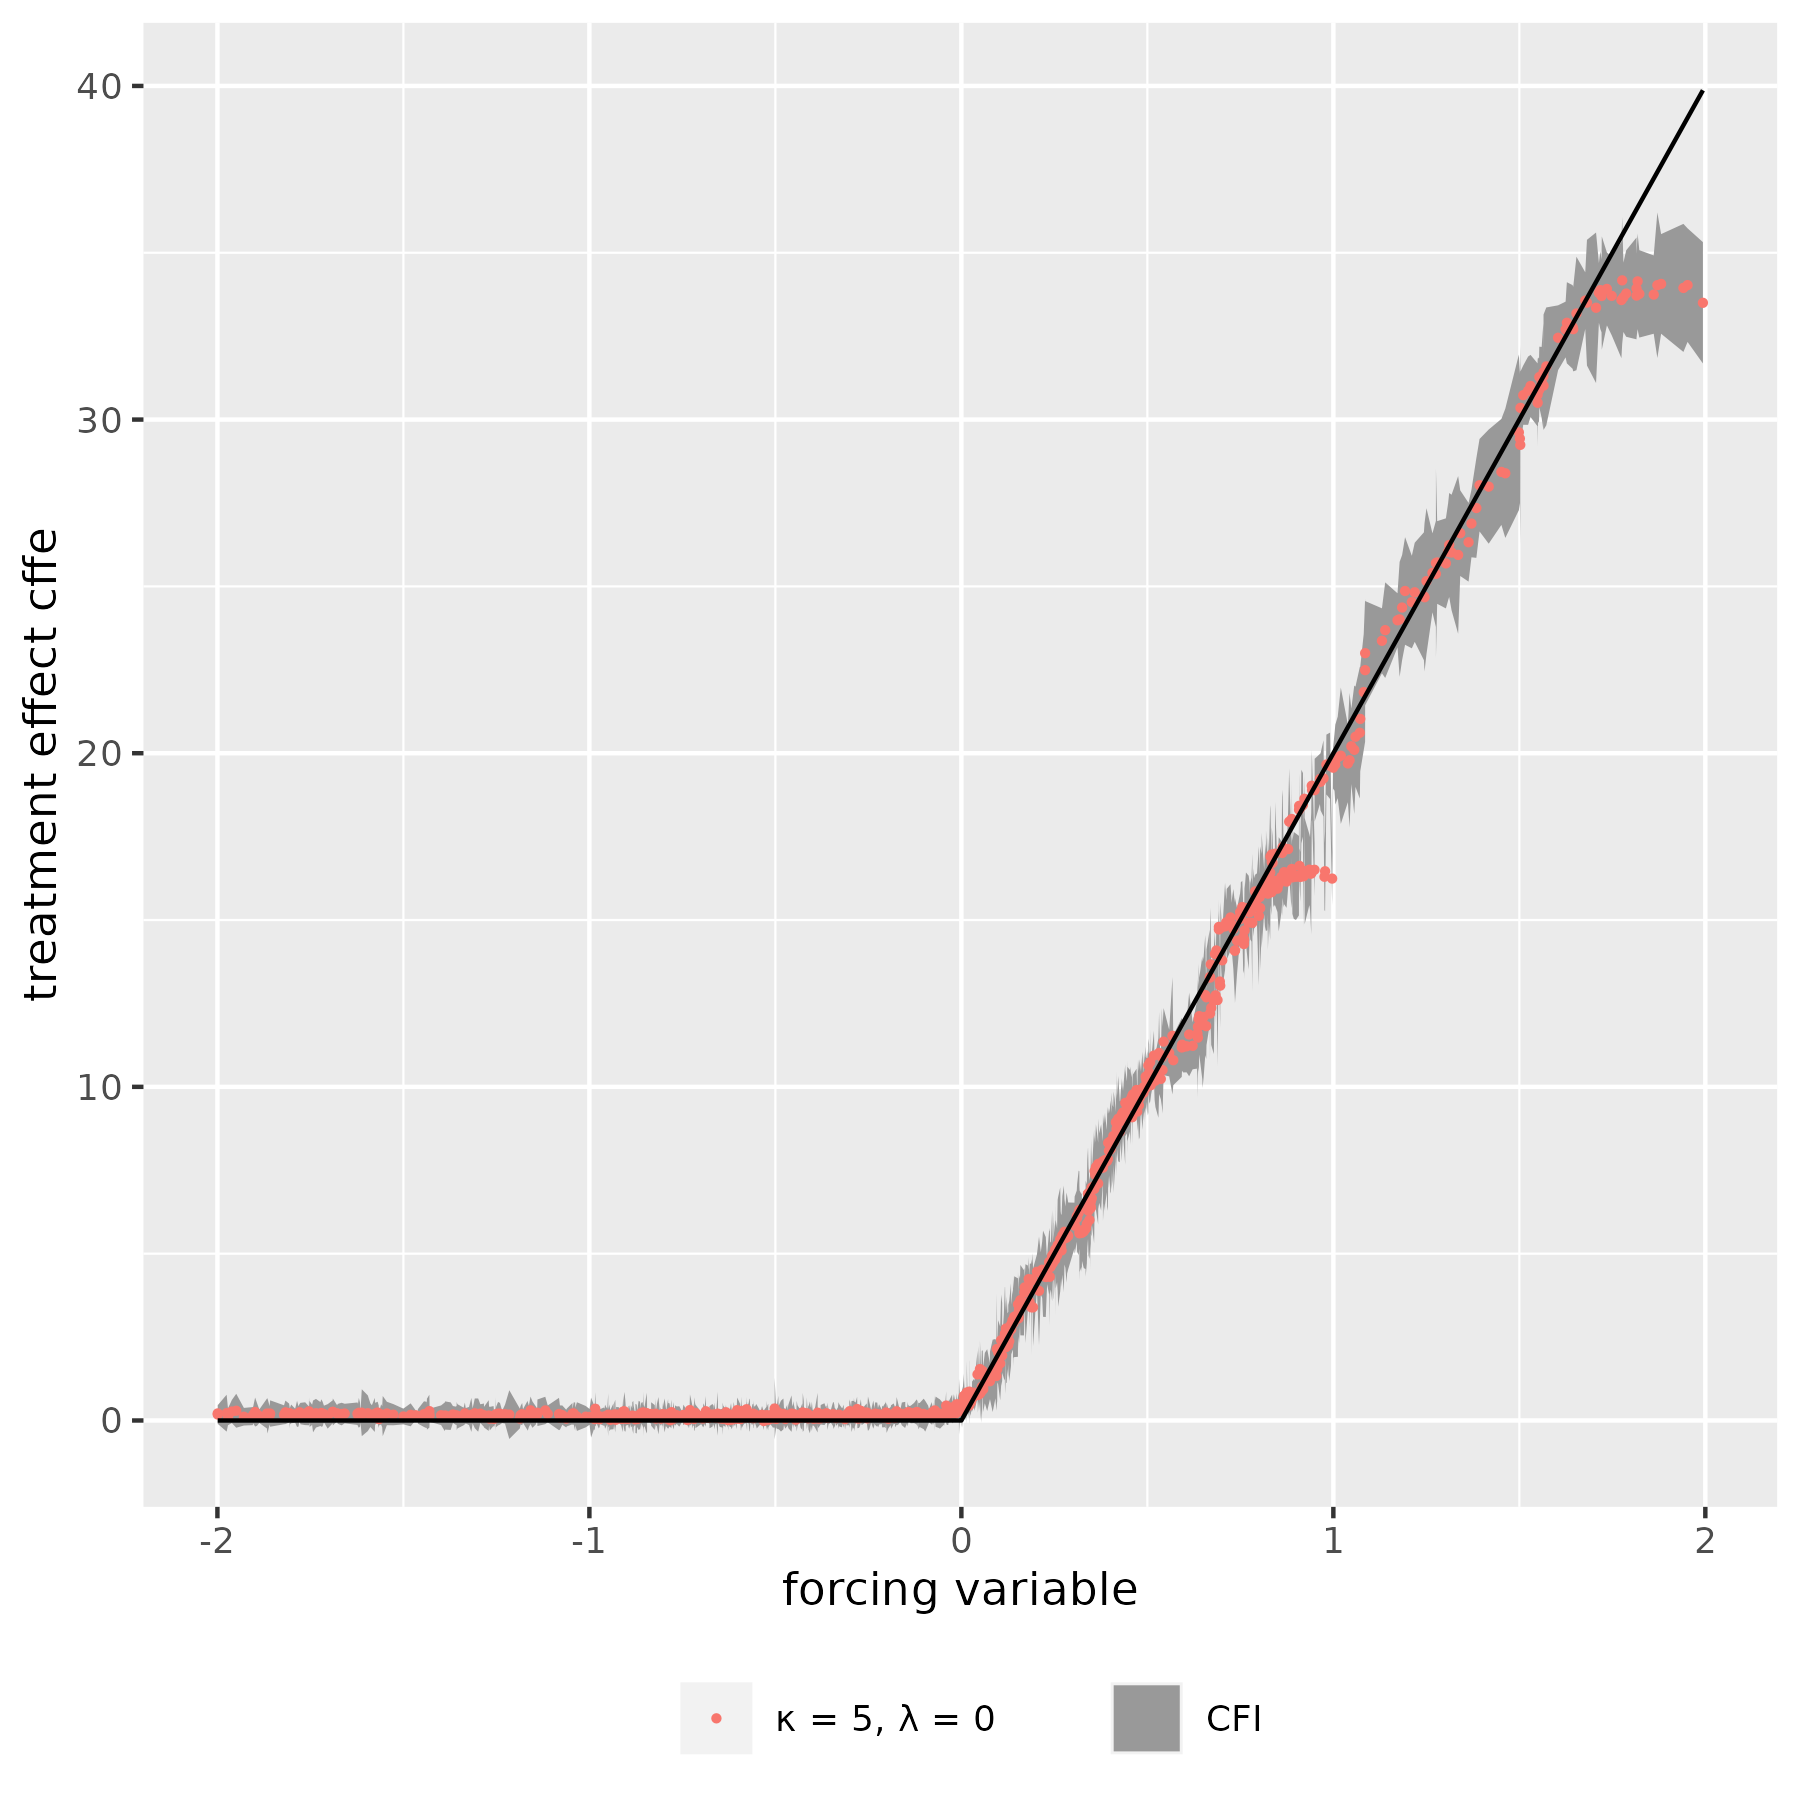 40
30
20
10
0
treatment effect cffe
-2 -1 0 1 2
forcing variable
κ = 5, λ = 0 CFI